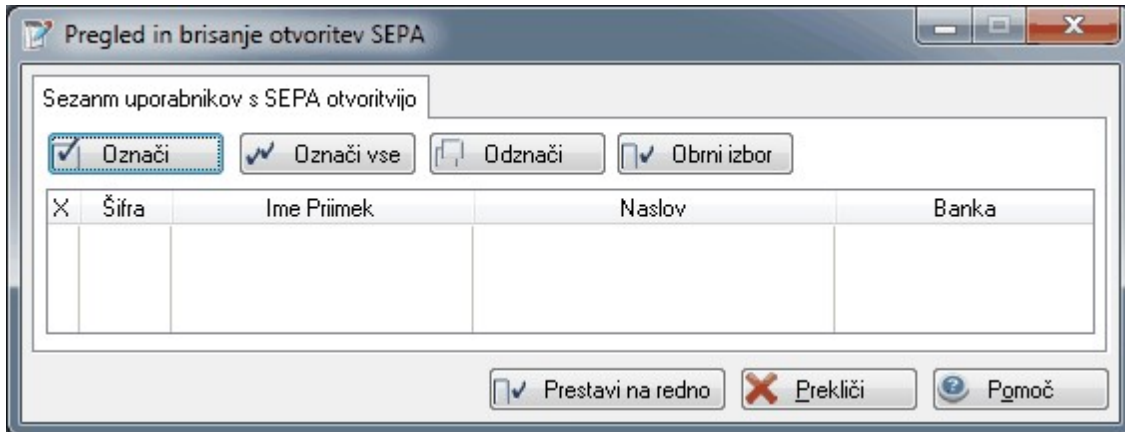 Pregled in brisanje otvoritev SEPA
Sezanm uporabnikov s SEPA otvoritvijo
Označi Označi vse Odznači Obrni izbor
X Šifra Ime Priimek Naslov Banka
Prestavi na redno Prekliči Pomoč